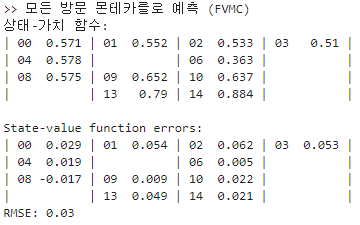 >> 모든 방문 몬테카를로 예측 (FVMC)
상태-가치 함수:
| 00  0.571 | 01  0.552 | 02  0.533 | 03   0.51 |
| 04  0.578 |           | 06  0.363 |           |
| 08  0.575 | 09  0.652 | 10  0.637 |           |
|           | 13   0.79 | 14  0.884 |           |
State-value function errors:
| 00  0.029 | 01  0.054 | 02  0.062 | 03  0.053 |
| 04  0.019 |           | 06  0.005 |           |
| 08 -0.017 | 09  0.009 | 10  0.022 |           |
|           | 13  0.049 | 14  0.021 |           |
RMSE: 0.03